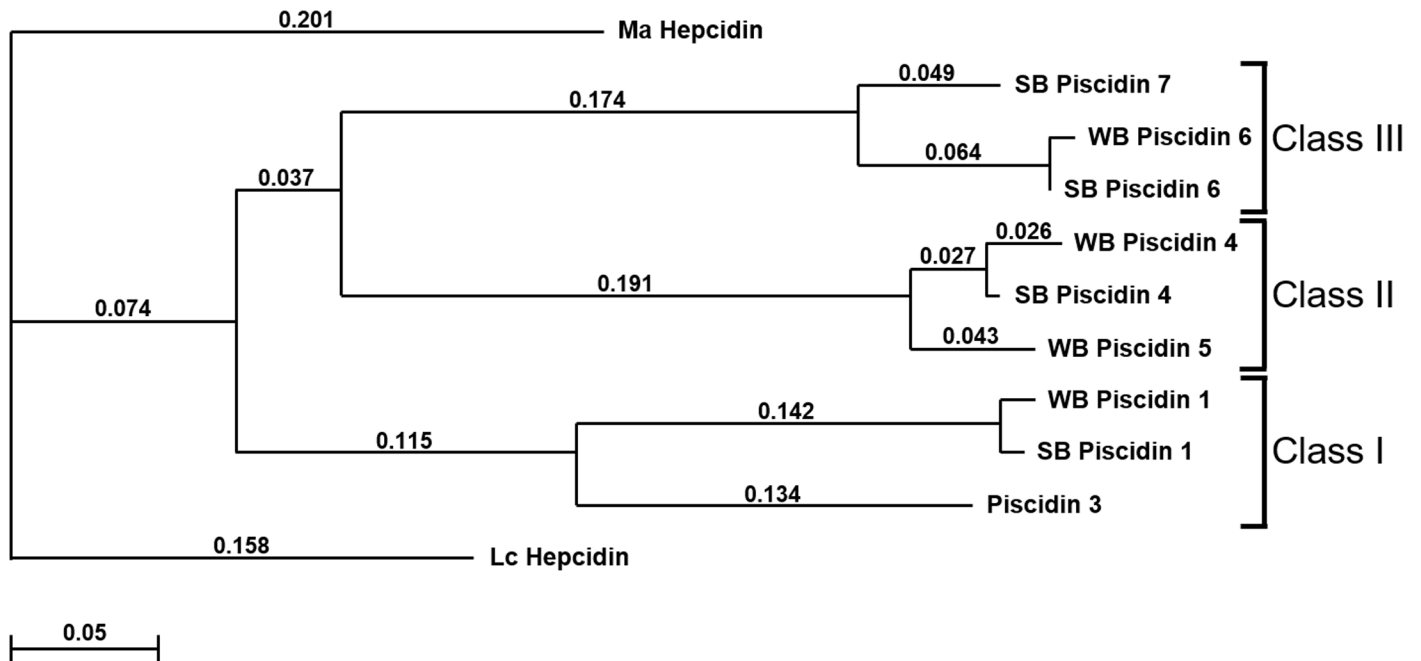 0.201
Ma Hepcidin
0.049
SB Piscidin 7
0.174
WB Piscidin 6
Class III
0.064
0.037
SB Piscidin 6
0.026
WB Piscidin 4
0.027
0.191
SB Piscidin 4
Class II
0.074
0.043
WB Piscidin 5
WB Piscidin 1
0.142
0.115
SB Piscidin 1
Class I
0.134
Piscidin 3
0.158
Lc Hepcidin
0.05